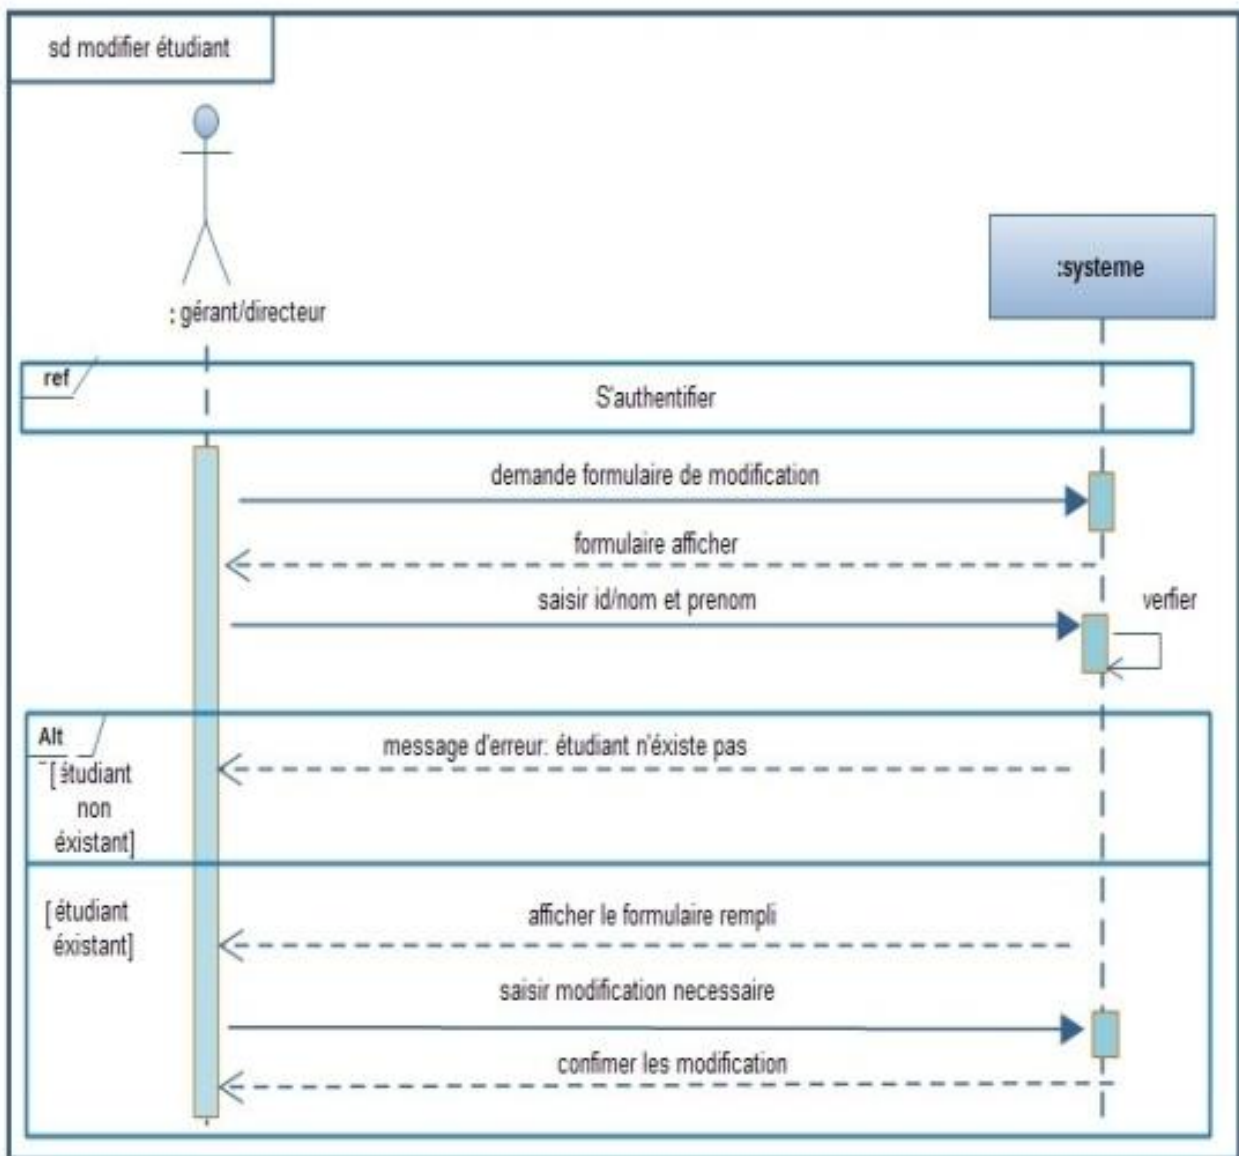 sd modifier étudiant
: gérant/directeur
:systeme
ref
S'authentifier
demande formulaire de modification
formulaire afficher
saisir id/nom et prenom
verfier
Alt
message d'erreur: étudiant n'éxiste pas
[étudiant
non
éxistant]
[étudiant
éxistant]
afficher le formulaire rempli
saisir modification necessaire
confimer les modification